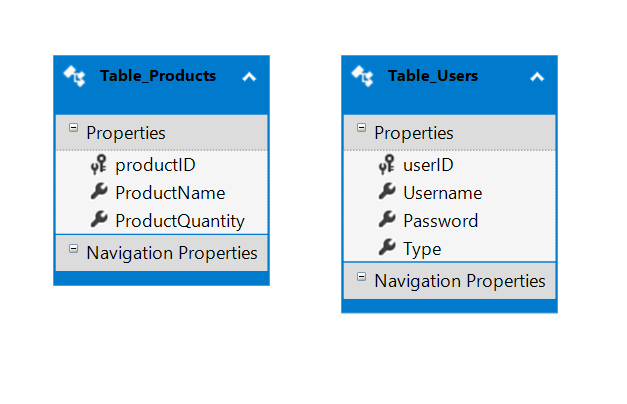 Table_Products
Properties
productID
ProductName
ProductQuantity
Navigation Properties
Table_Users
Properties
userID
Username
Password
Type
Navigation Properties